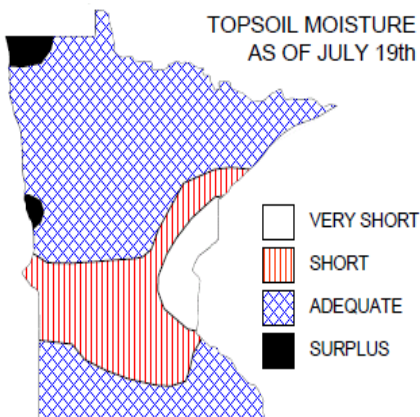 TOPSOIL MOISTURE
AS OF JULY 19th
VERY SHORT
SHORT
ADEQUATE
SURPLUS